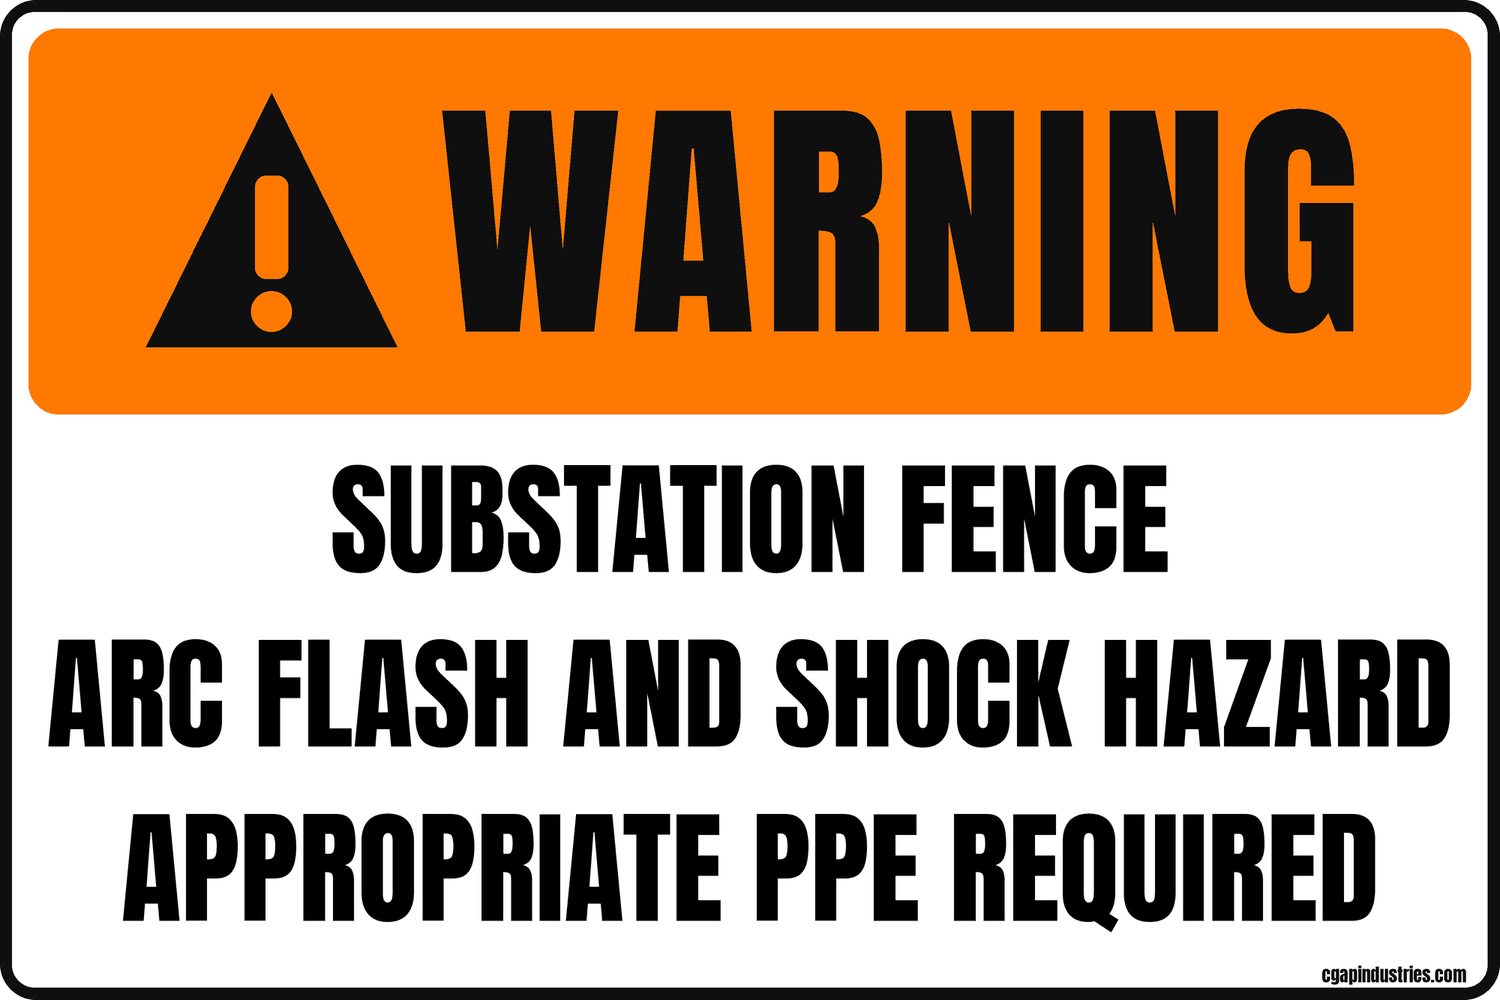 WARNING
SUBSTATION FENCE
ARC FLASH AND SHOCK HAZARD
APPROPRIATE PPE REQUIRED
cgapindustries.com